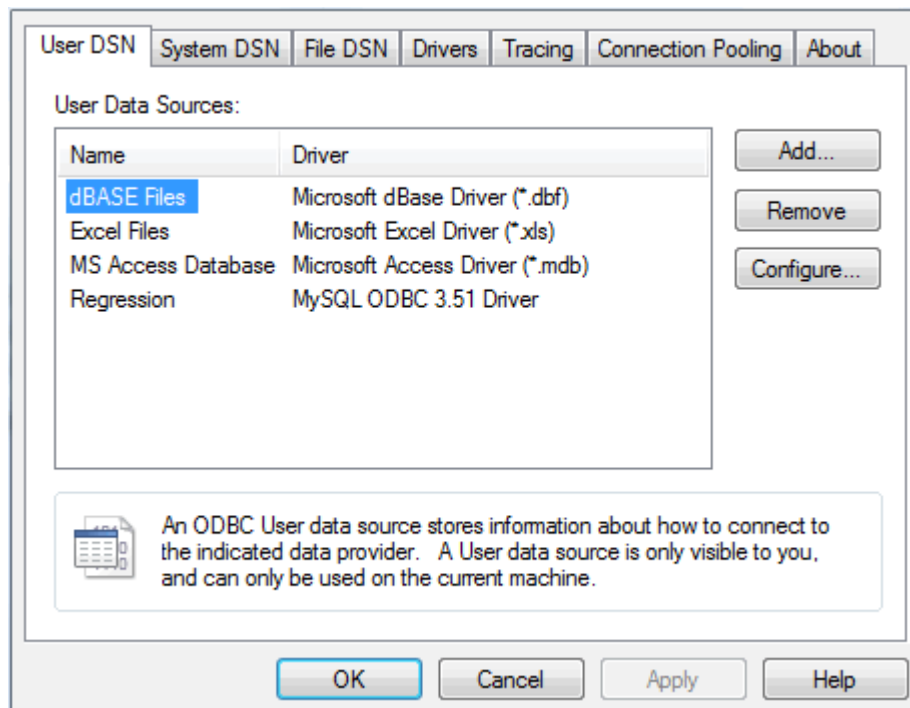 User DSN System DSN File DSN Drivers Tracing Connection Pooling About
User Data Sources:
Name Driver
dBASE Files Microsoft dBase Driver (*.dbf)
Excel Files Microsoft Excel Driver (*.xls)
MS Access Database Microsoft Access Driver (*.mdb)
Regression MySQL ODBC 3.51 Driver
Add...
Remove
Configure...
An ODBC User data source stores information about how to connect to
the indicated data provider. A User data source is only visible to you,
and can only be used on the current machine.
OK Cancel Apply Help